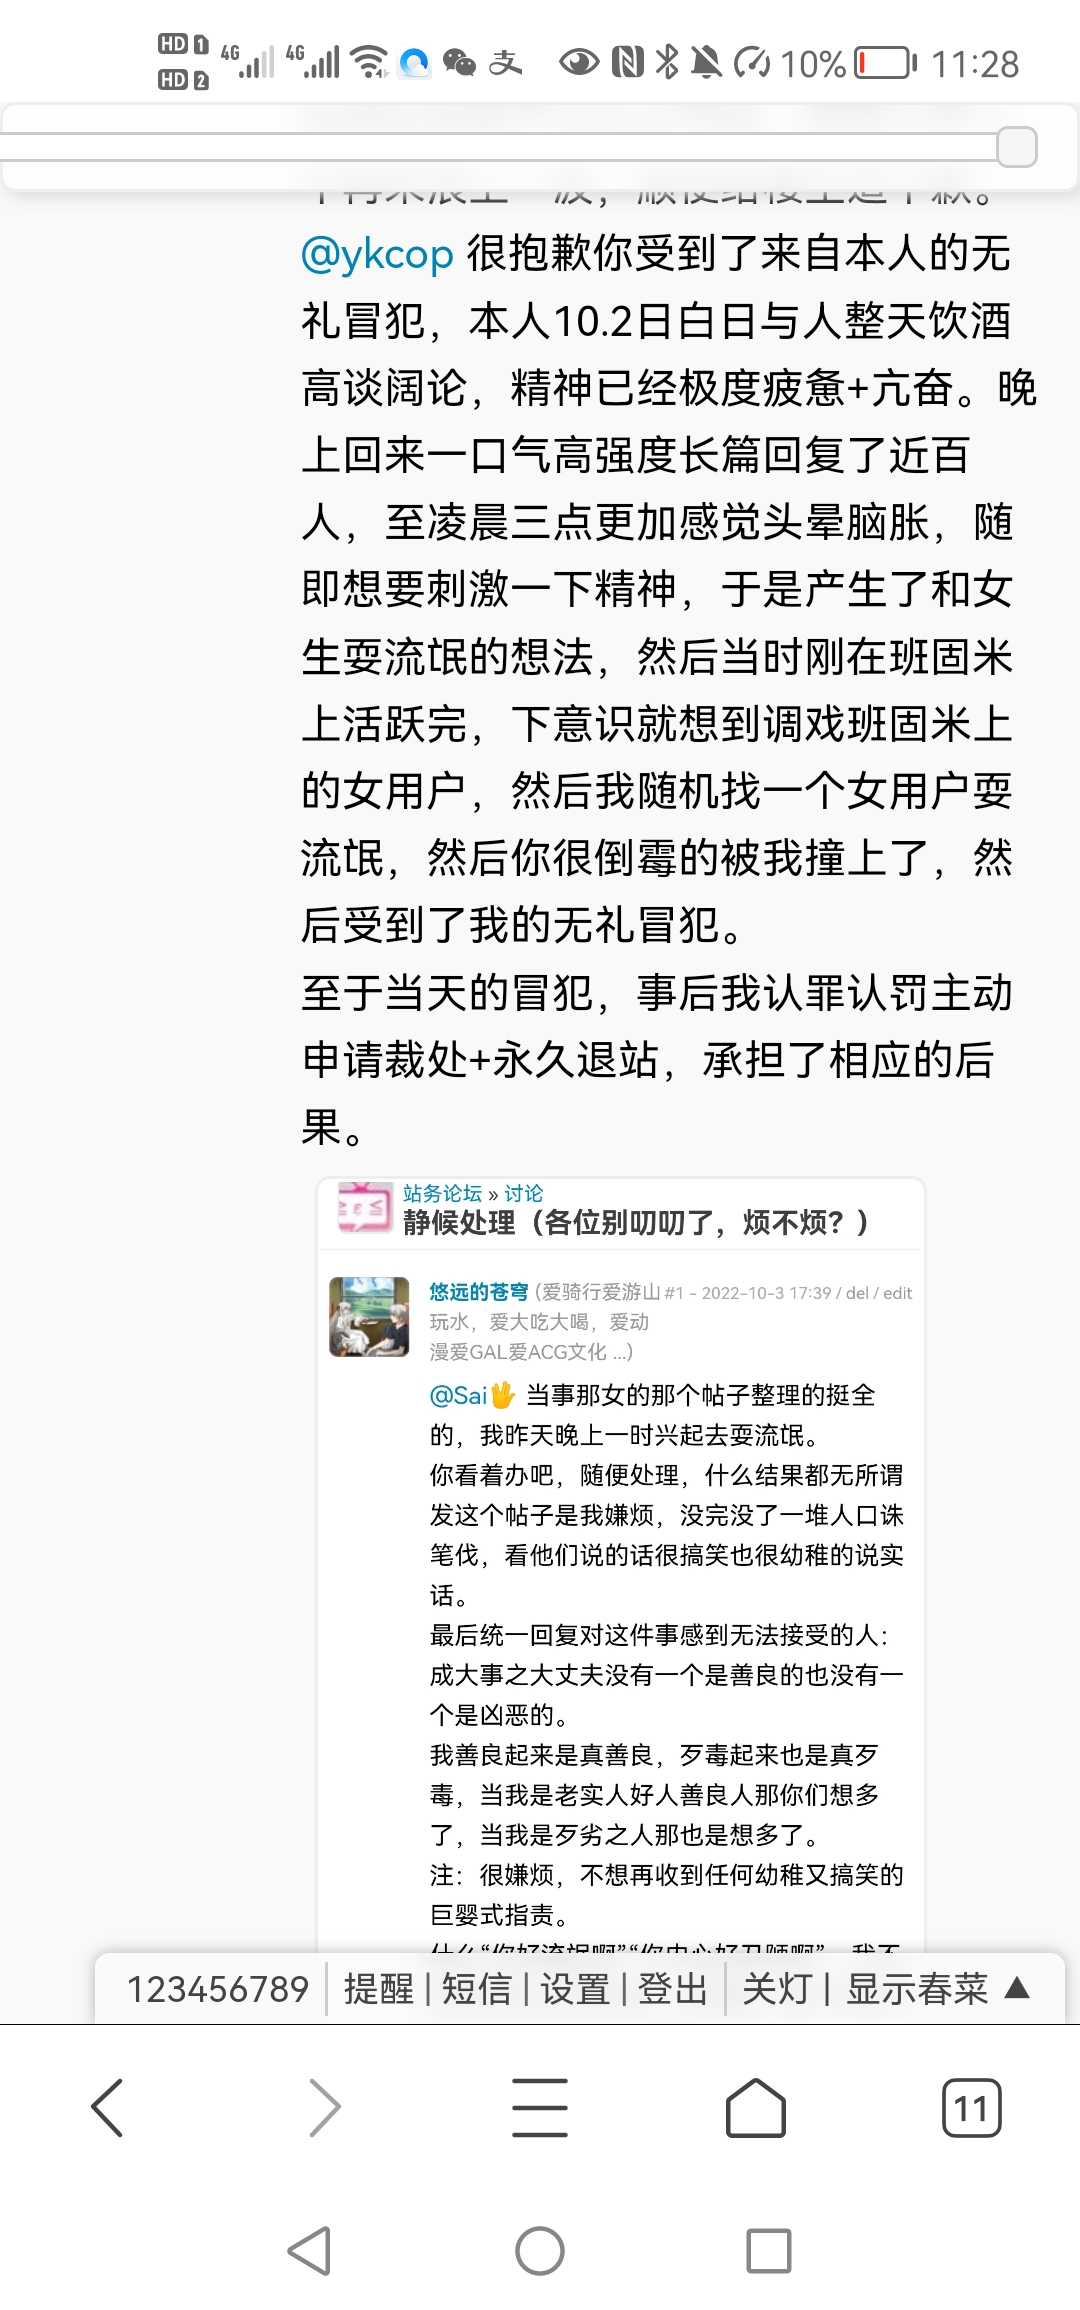 HD 1
HD 2
4G 4G 支 10% 11:28
@ykcop 很抱歉你受到了来自本人的无
礼冒犯，本人10.2日白日与人整天饮酒
高谈阔论，精神已经极度疲惫+亢奋。晚
上回来一口气高强度长篇回复了近百
人，至凌晨三点更加感觉头晕脑胀，随
即想要刺激一下精神，于是产生了和女
生耍流氓的想法，然后当时刚在班固米
上活跃完，下意识就想到调戏班固米上
的女用户，然后我随机找一个女用户耍
流氓，然后你很倒霉的被我撞上了，然
后受到了我的无礼冒犯。
至于当天的冒犯，事后我认罪认罚主动
申请裁处+永久退站，承担了相应的后
果。
站务论坛 » 讨论
静候处理（各位别叨叨了，烦不烦？）
悠远的苍穹 (爱骑行爱游山 #1 - 2022-10-3 17:39 / del / edit
玩水，爱大吃大喝，爱动
漫爱GAL爱ACG文化 ...)
@Sai🖖 当事那女的那个帖子整理的挺全
的，我昨天晚上一时兴起去耍流氓。
你看着办吧，随便处理，什么结果都无所谓
发这个帖子是我嫌烦，没完没了一堆人口诛
笔伐，看他们说的话很搞笑也很幼稚的说实
话。
最后统一回复对这件事感到无法接受的人：
成大事之大丈夫没有一个是善良的也没有一
个是凶恶的。
我善良起来是真善良，歹毒起来也是真歹
毒，当我是老实人好人善良人那你们想多
了，当我是歹劣之人那也是想多了。
注：很嫌烦，不想再收到任何幼稚又搞笑的
巨婴式指责。
123456789 | 提醒 | 短信 | 设置 | 登出 | 关灯 | 显示春菜 ▲
11